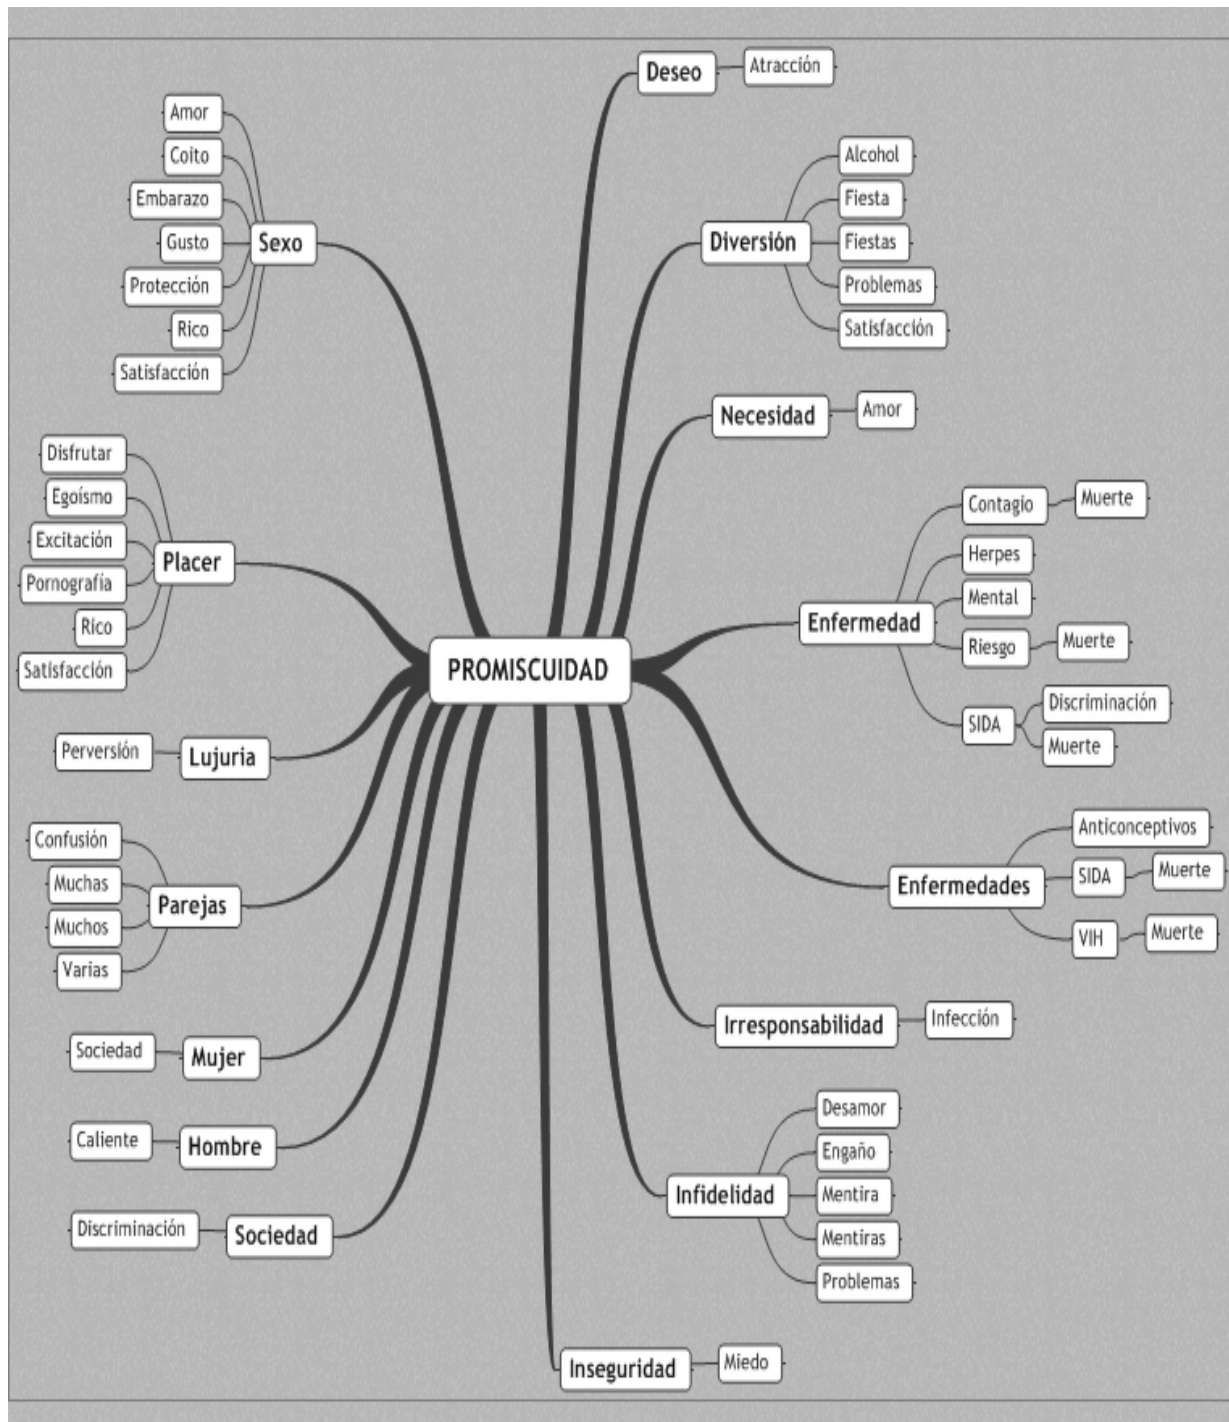 PROMISCUIDAD
Sexo
Amor
Coito
Embarazo
Gusto
Protección
Rico
Satisfacción
Placer
Disfrutar
Egoísmo
Excitación
Pornografía
Rico
Satisfacción
Lujuria
Perversión
Parejas
Confusión
Muchas
Muchos
Varias
Mujer
Sociedad
Hombre
Caliente
Sociedad
Discriminación
Deseo
Atracción
Diversión
Alcohol
Fiesta
Fiestas
Problemas
Satisfacción
Necesidad
Amor
Enfermedad
Contagio
Muerte
Herpes
Mental
Riesgo
Muerte
SIDA
Discriminación
Muerte
Enfermedades
Anticonceptivos
SIDA
Muerte
VIH
Muerte
Irresponsabilidad
Infección
Infidelidad
Desamor
Engaño
Mentira
Mentiras
Problemas
Inseguridad
Miedo